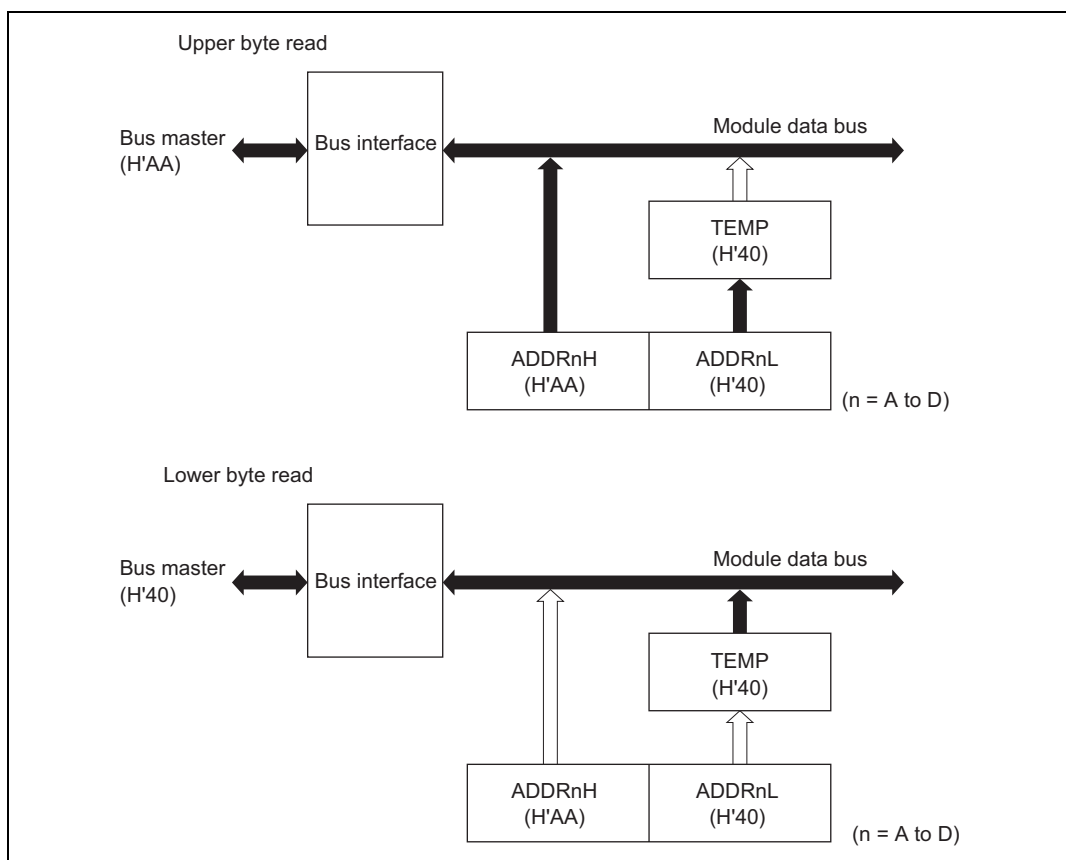 Upper byte read
Bus master
(H'AA)
Bus interface
Module data bus
TEMP
(H'40)
ADDRnH
(H'AA)
ADDRnL
(H'40)
(n = A to D)
Lower byte read
Bus master
(H'40)
Bus interface
Module data bus
TEMP
(H'40)
ADDRnH
(H'AA)
ADDRnL
(H'40)
(n = A to D)